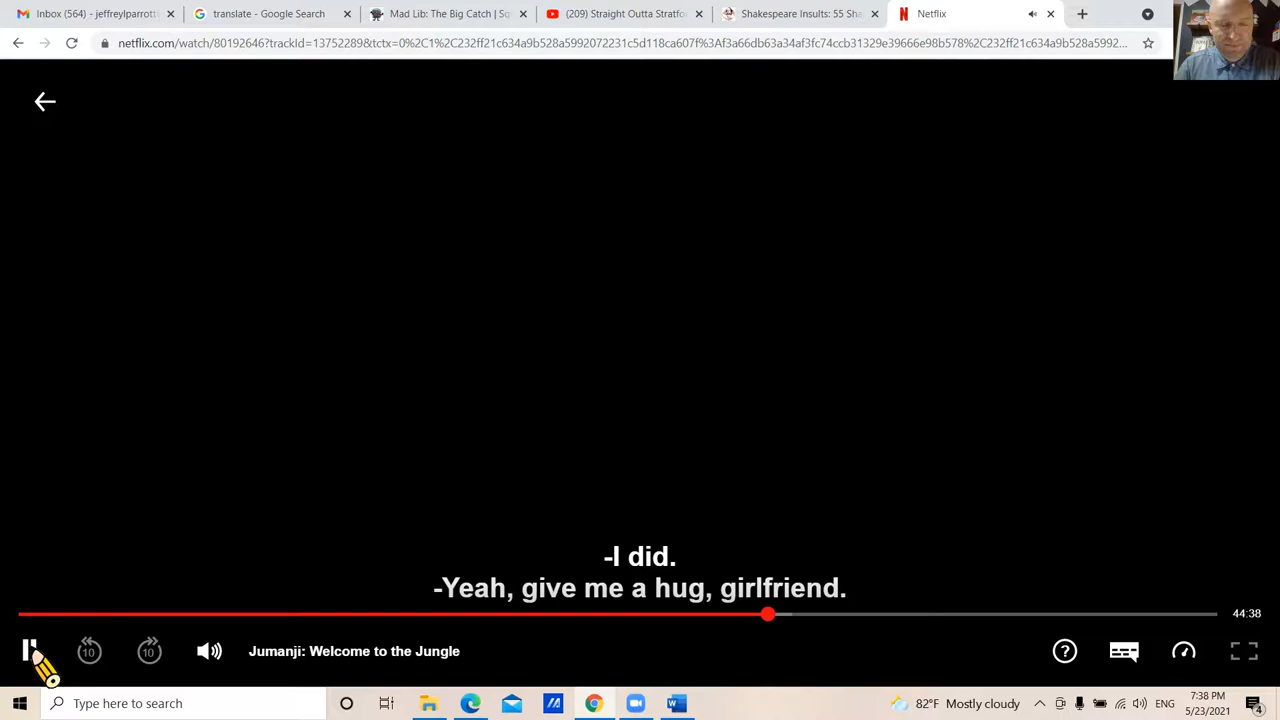 Inbox (564) - jeffreylparrott
translate - Google Search
Mad Lib: The Big Catch | S
(209) Straight Outta Stratfo
Shakespeare Insults: 55 Sha
Netflix
netflix.com/watch/80192646?trackId=13752289&tctx=0%2C1%2C232ff21c634a9b528a5992072231c5d118ca607f%3Af3a66db63a34af3fc74ccb31329e39666e98b578%2C232ff21c634a9b528a5992...
-I did.
-Yeah, give me a hug, girlfriend.
44:38
10
10
Jumanji: Welcome to the Jungle
?
Type here to search
82°F Mostly cloudy
ENG
7:38 PM
5/23/2021
4